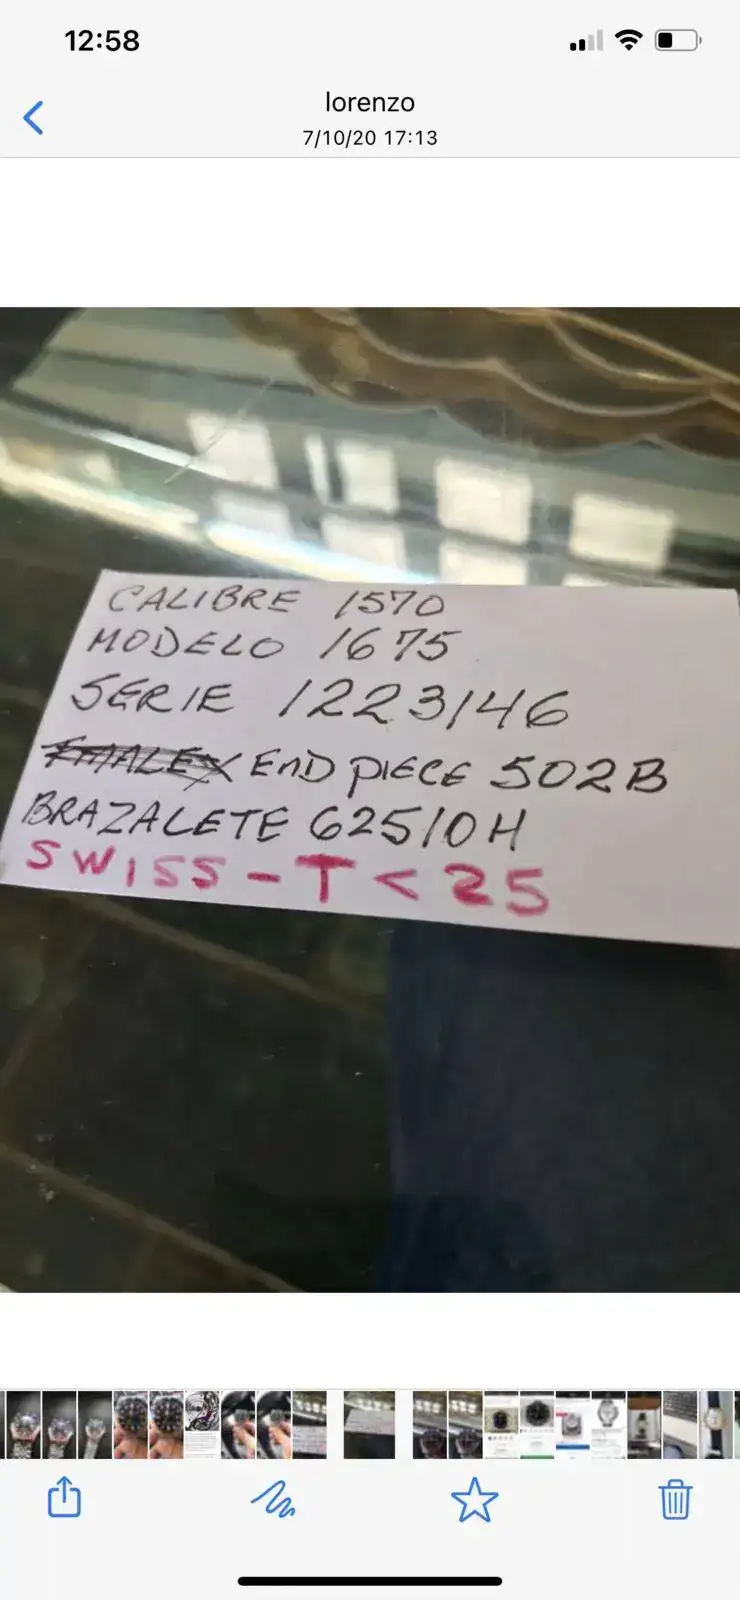 12:58
lorenzo
7/10/20 17:13
CALIBRE 1570
MODELO 1675
SERIE 1223146
END PIECE 502B
BRAZALETE 62510H
SWISS-T<25